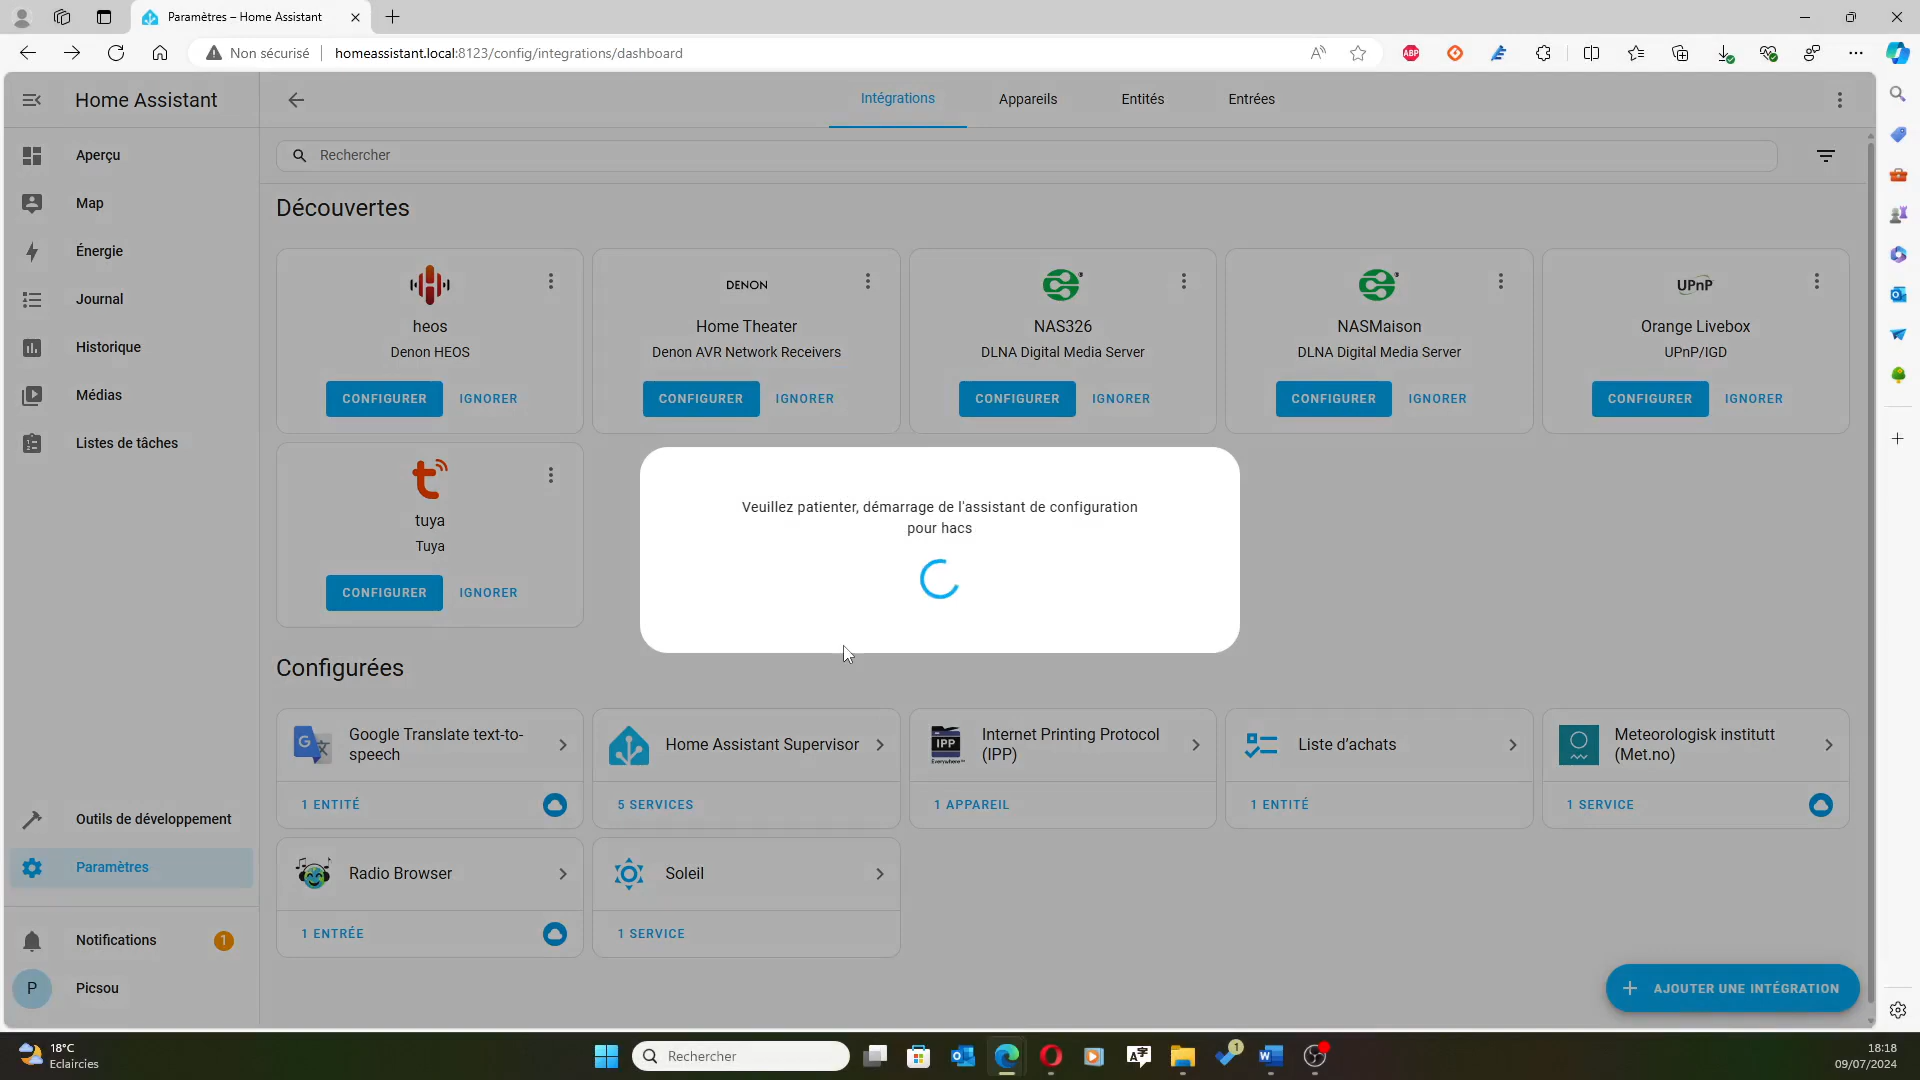 Paramètres – Home Assistant
Non sécurisé
homeassistant.local:8123/config/integrations/dashboard
ABP
Home Assistant
Intégrations
Appareils
Entités
Entrées
Aperçu
Map
Énergie
Journal
Historique
Médias
Listes de tâches
Rechercher
Découvertes
heos
Denon HEOS
CONFIGURER
IGNORER
DENON
Home Theater
Denon AVR Network Receivers
CONFIGURER
IGNORER
NAS326
DLNA Digital Media Server
CONFIGURER
IGNORER
NASMaison
DLNA Digital Media Server
CONFIGURER
IGNORER
UPnP
Orange Livebox
UPnP/IGD
CONFIGURER
IGNORER
tuya
Tuya
CONFIGURER
IGNORER
Veuillez patienter, démarrage de l'assistant de configuration
pour hacs
Configurées
Google Translate text-to-
speech
1 ENTITÉ
Home Assistant Supervisor
5 SERVICES
IPP
Everywhere
Internet Printing Protocol
(IPP)
1 APPAREIL
Liste d’achats
1 ENTITÉ
Meteorologisk institutt
(Met.no)
1 SERVICE
Radio Browser
1 ENTRÉE
Soleil
1 SERVICE
Outils de développement
Paramètres
Notifications
1
P
Picsou
AJOUTER UNE INTÉGRATION
18°C
Eclaircies
Rechercher
1
18:18
09/07/2024